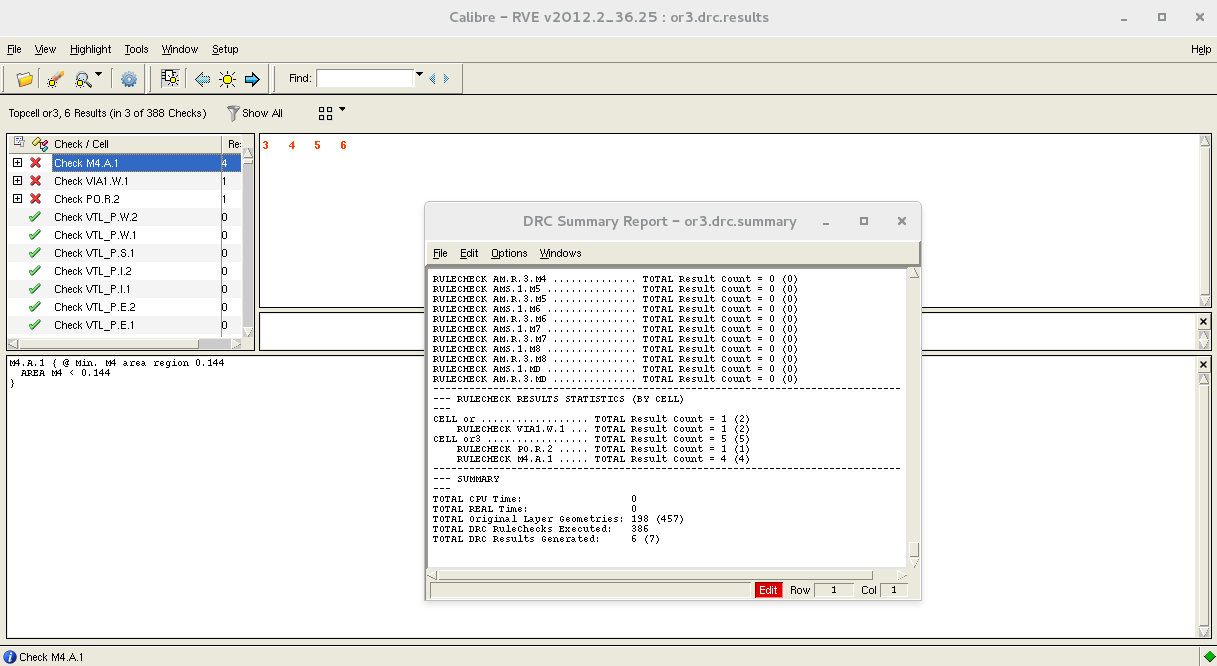 Calibre - RVE v2012.2_36.25 : or3.drc.results
File View Highlight Tools Window Setup Help
Find:
Topcell or3, 6 Results (in 3 of 388 Checks) Show All
Check / Cell Re:
Check M4.A.1 4
Check VIA1.W.1 1
Check PO.R.2 1
Check VTL_P.W.2 0
Check VTL_P.W.1 0
Check VTL_P.S.1 0
Check VTL_P.I.2 0
Check VTL_P.I.1 0
Check VTL_P.E.2 0
Check VTL_P.E.1 0
3 4 5 6
M4.A.1 { @ Min. M4 area region 0.144
AREA M4 < 0.144
}
DRC Summary Report - or3.drc.summary
File Edit Options Windows
RULECHECK AM.R.3.M4 .............. TOTAL Result Count = 0 (0)
RULECHECK AMS.1.M5 ............... TOTAL Result Count = 0 (0)
RULECHECK AM.R.3.M5 .............. TOTAL Result Count = 0 (0)
RULECHECK AMS.1.M6 ............... TOTAL Result Count = 0 (0)
RULECHECK AM.R.3.M6 .............. TOTAL Result Count = 0 (0)
RULECHECK AMS.1.M7 ............... TOTAL Result Count = 0 (0)
RULECHECK AM.R.3.M7 .............. TOTAL Result Count = 0 (0)
RULECHECK AMS.1.M8 ............... TOTAL Result Count = 0 (0)
RULECHECK AM.R.3.M8 .............. TOTAL Result Count = 0 (0)
RULECHECK AMS.1.MD ............... TOTAL Result Count = 0 (0)
RULECHECK AM.R.3.MD .............. TOTAL Result Count = 0 (0)
-----------------------------------------------------------
--- RULECHECK RESULTS STATISTICS (BY CELL)
---
CELL or .................. TOTAL Result Count = 1 (2)
RULECHECK VIA1.W.1 ... TOTAL Result Count = 1 (2)
CELL or3 ................. TOTAL Result Count = 5 (5)
RULECHECK PO.R.2 ..... TOTAL Result Count = 1 (1)
RULECHECK M4.A.1 ..... TOTAL Result Count = 4 (4)
-----------------------------------------------------------
--- SUMMARY
---
TOTAL CPU Time: 0
TOTAL REAL Time: 0
TOTAL Original Layer Geometries: 198 (457)
TOTAL DRC RuleChecks Executed: 386
TOTAL DRC Results Generated: 6 (7)
Edit Row 1 Col 1
Check M4.A.1